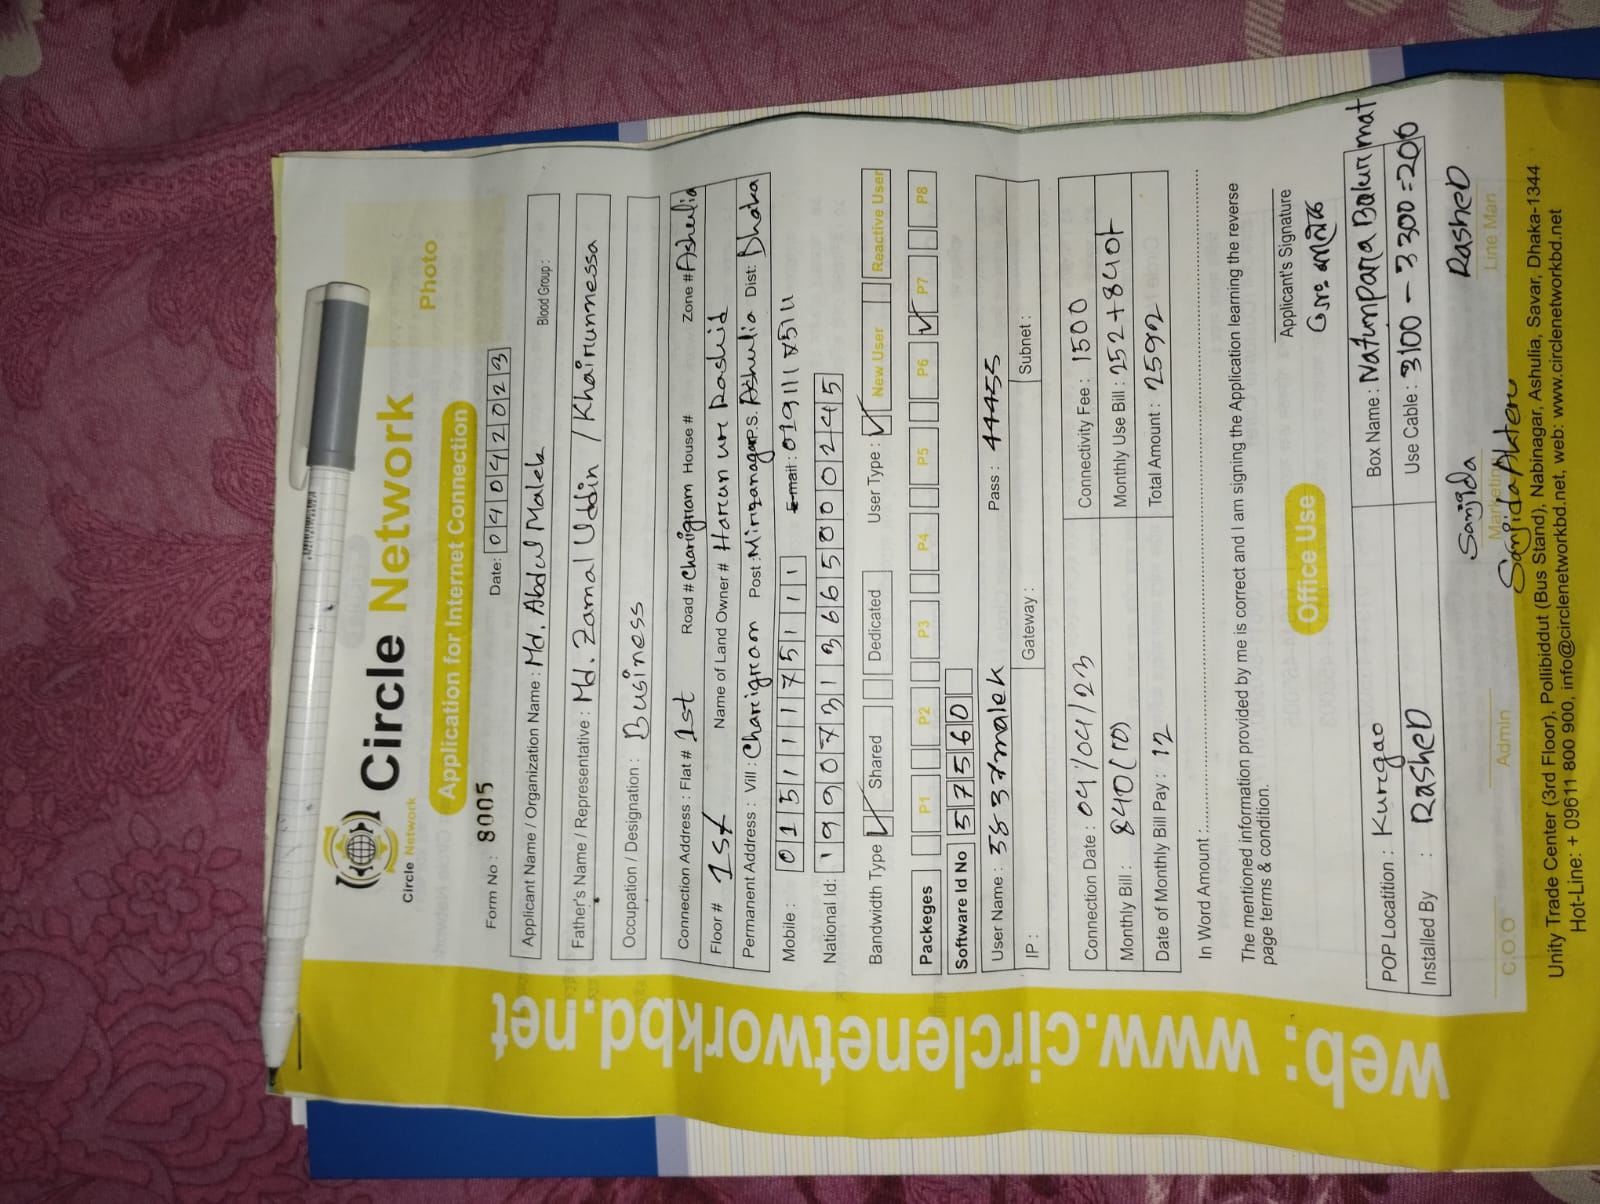 Circle Network
Circle Network
Photo
Application for Internet Connection
Form No : 8005 Date: 04042023
Applicant Name / Organization Name : Md. Abdul Malek Blood Group :
Father's Name / Representative : Md. Zamal Uddin / Khairunnessa
Occupation / Designation : Business
Connection Address : Flat # 1st Road # Charigram House # Zone # Ashulia
Floor # 1st Name of Land Owner # Harun ur Rashid
Permanent Address : Vill : Charigram Post : Mirzanagar P.S. Ashulia Dist: Dhaka
Mobile : 01511175111 E-mail :
National Id: 19907313665000245
Bandwidth Type Shared Dedicated User Type : New User Reactive User
Packeges P1 P2 P3 P4 P5 P6 P7 P8
Software Id No 57560
User Name : 5837malek Pass : 44455
IP : Gateway : Subnet :
Connection Date : 04/04/23 Connectivity Fee : 1500
Monthly Bill : 840 (10) Monthly Use Bill : 252+840/-
Date of Monthly Bill Pay : 12 Total Amount : 2592
In Word Amount :
The mentioned information provided by me is correct and I am signing the Application learning the reverse
page terms & condition.
Applicant's Signature
মোঃ মালেক
Office Use
POP Locatition : Kurgao Box Name : Natunpara Balur mat
Installed By : RasheD Use Cable : 3100 - 3300 = 200
Sanjida RasheD
C.O.O Admin Marketing Line Man
Sanjida Akter
Unity Trade Center (3rd Floor), Pollibiddut (Bus Stand), Nabinagar, Ashulia, Savar, Dhaka-1344
Hot-Line: + 09611 800 900, info@circlenetworkbd.net, web: www.circlenetworkbd.net
web: www.circlenetworkbd.net